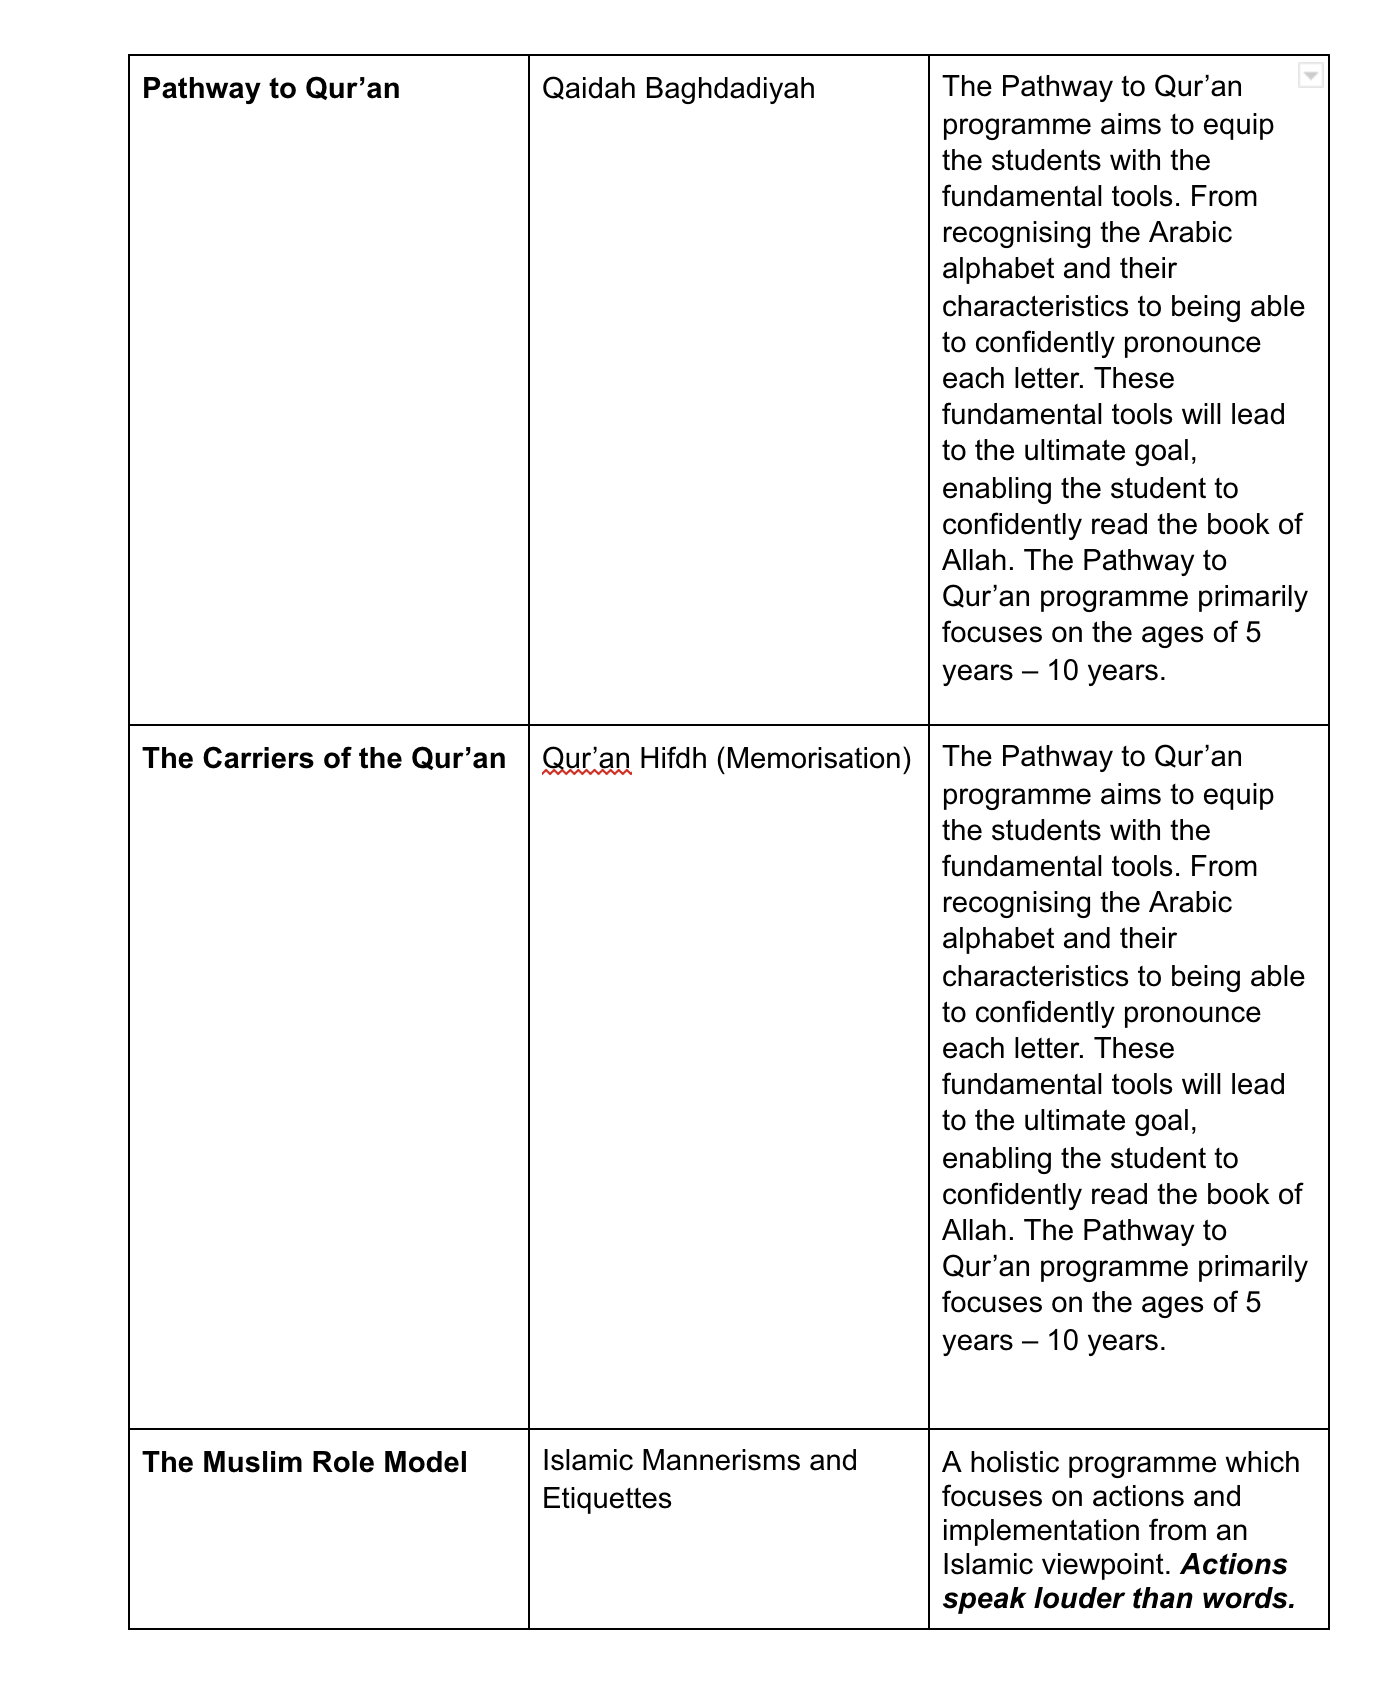 Pathway to Qur’an
Qaidah Baghdadiyah
The Pathway to Qur’an
programme aims to equip
the students with the
fundamental tools. From
recognising the Arabic
alphabet and their
characteristics to being able
to confidently pronounce
each letter. These
fundamental tools will lead
to the ultimate goal,
enabling the student to
confidently read the book of
Allah. The Pathway to
Qur’an programme primarily
focuses on the ages of 5
years – 10 years.
The Carriers of the Qur’an
Qur’an Hifdh (Memorisation)
The Pathway to Qur’an
programme aims to equip
the students with the
fundamental tools. From
recognising the Arabic
alphabet and their
characteristics to being able
to confidently pronounce
each letter. These
fundamental tools will lead
to the ultimate goal,
enabling the student to
confidently read the book of
Allah. The Pathway to
Qur’an programme primarily
focuses on the ages of 5
years – 10 years.
The Muslim Role Model
Islamic Mannerisms and
Etiquettes
A holistic programme which
focuses on actions and
implementation from an
Islamic viewpoint. Actions
speak louder than words.